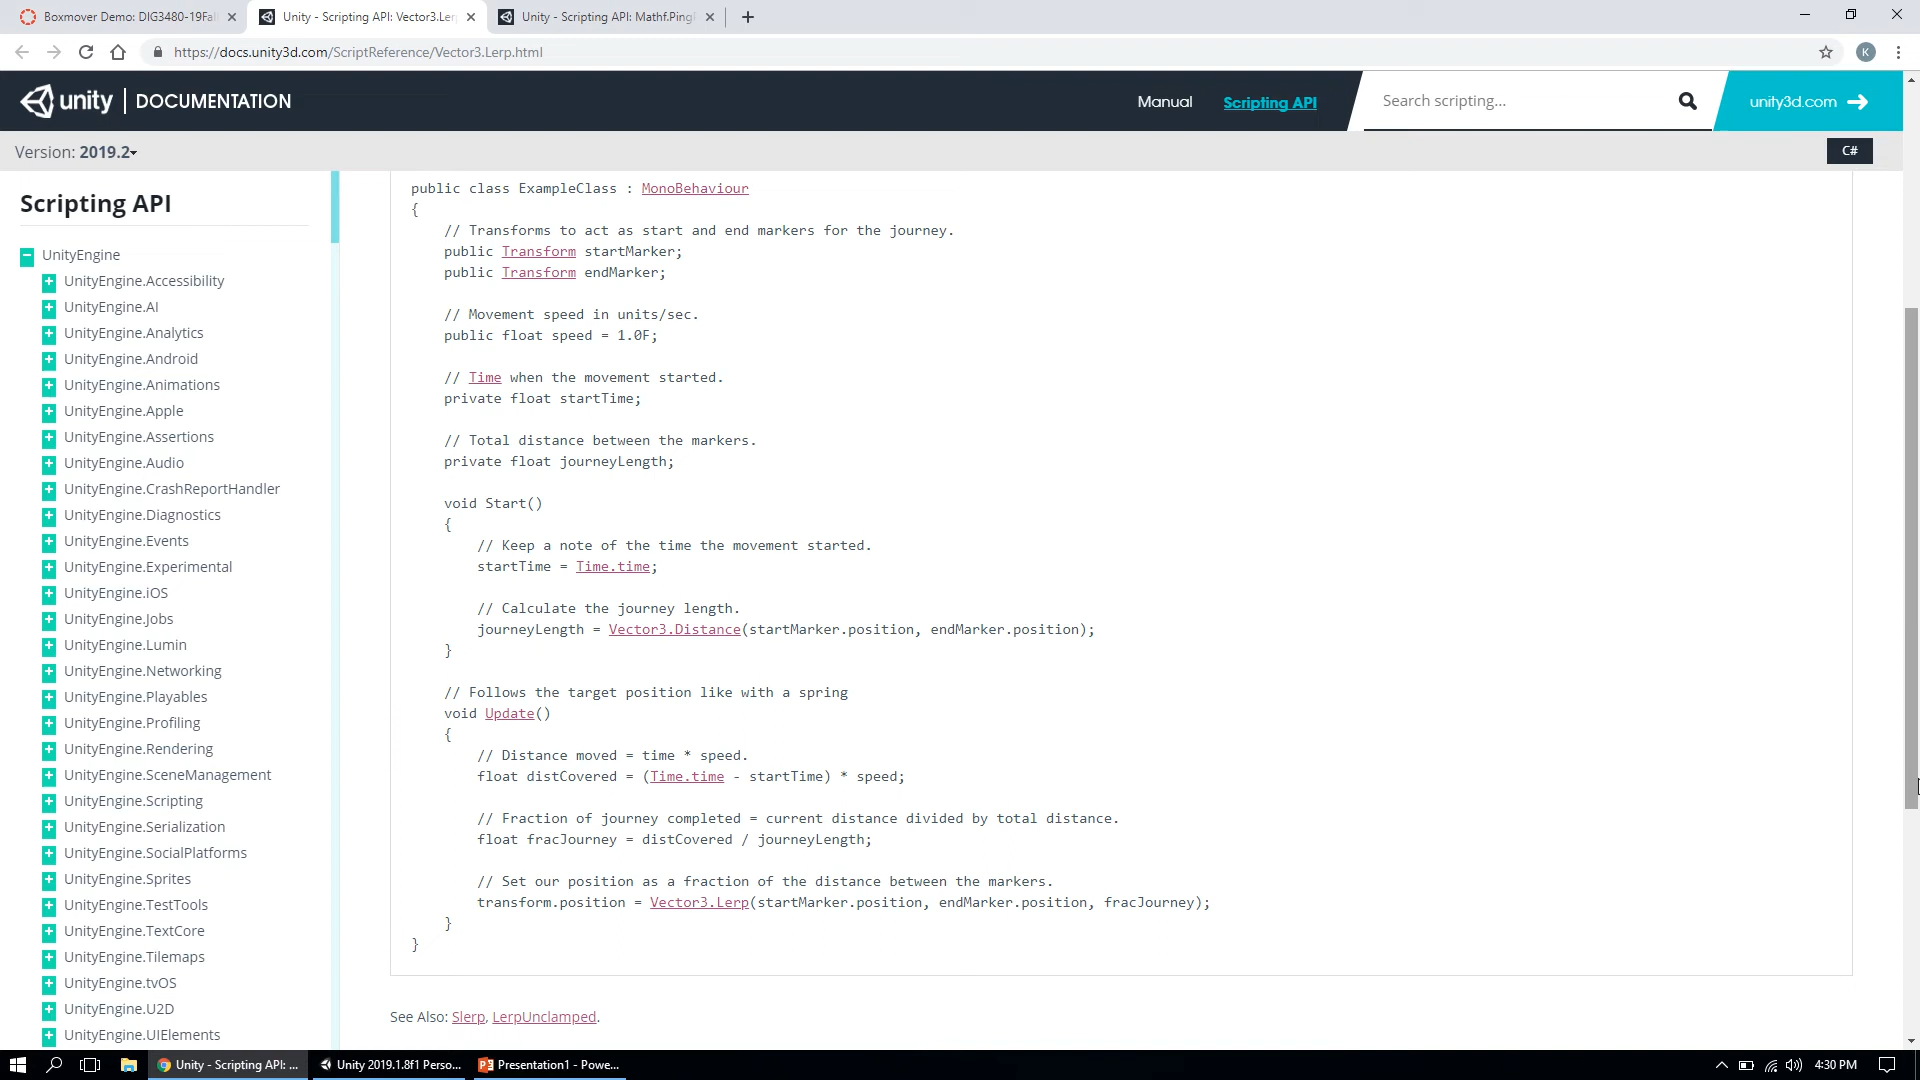 Boxmover Demo: DIG3480-19Fall
Unity - Scripting API: Vector3.Lerp
Unity - Scripting API: Mathf.Ping
https://docs.unity3d.com/ScriptReference/Vector3.Lerp.html
K
unity | DOCUMENTATION
Manual
Scripting API
Search scripting...
unity3d.com
Version: 2019.2
C#
Scripting API
UnityEngine
UnityEngine.Accessibility
UnityEngine.AI
UnityEngine.Analytics
UnityEngine.Android
UnityEngine.Animations
UnityEngine.Apple
UnityEngine.Assertions
UnityEngine.Audio
UnityEngine.CrashReportHandler
UnityEngine.Diagnostics
UnityEngine.Events
UnityEngine.Experimental
UnityEngine.iOS
UnityEngine.Jobs
UnityEngine.Lumin
UnityEngine.Networking
UnityEngine.Playables
UnityEngine.Profiling
UnityEngine.Rendering
UnityEngine.SceneManagement
UnityEngine.Scripting
UnityEngine.Serialization
UnityEngine.SocialPlatforms
UnityEngine.Sprites
UnityEngine.TestTools
UnityEngine.TextCore
UnityEngine.Tilemaps
UnityEngine.tvOS
UnityEngine.U2D
UnityEngine.UIElements
public class ExampleClass : MonoBehaviour
{
// Transforms to act as start and end markers for the journey.
public Transform startMarker;
public Transform endMarker;
// Movement speed in units/sec.
public float speed = 1.0F;
// Time when the movement started.
private float startTime;
// Total distance between the markers.
private float journeyLength;
void Start()
{
// Keep a note of the time the movement started.
startTime = Time.time;
// Calculate the journey length.
journeyLength = Vector3.Distance(startMarker.position, endMarker.position);
}
// Follows the target position like with a spring
void Update()
{
// Distance moved = time * speed.
float distCovered = (Time.time - startTime) * speed;
// Fraction of journey completed = current distance divided by total distance.
float fracJourney = distCovered / journeyLength;
// Set our position as a fraction of the distance between the markers.
transform.position = Vector3.Lerp(startMarker.position, endMarker.position, fracJourney);
}
}
See Also: Slerp, LerpUnclamped.
Unity - Scripting API: ...
Unity 2019.1.8f1 Perso...
Presentation1 - Powe...
4:30 PM